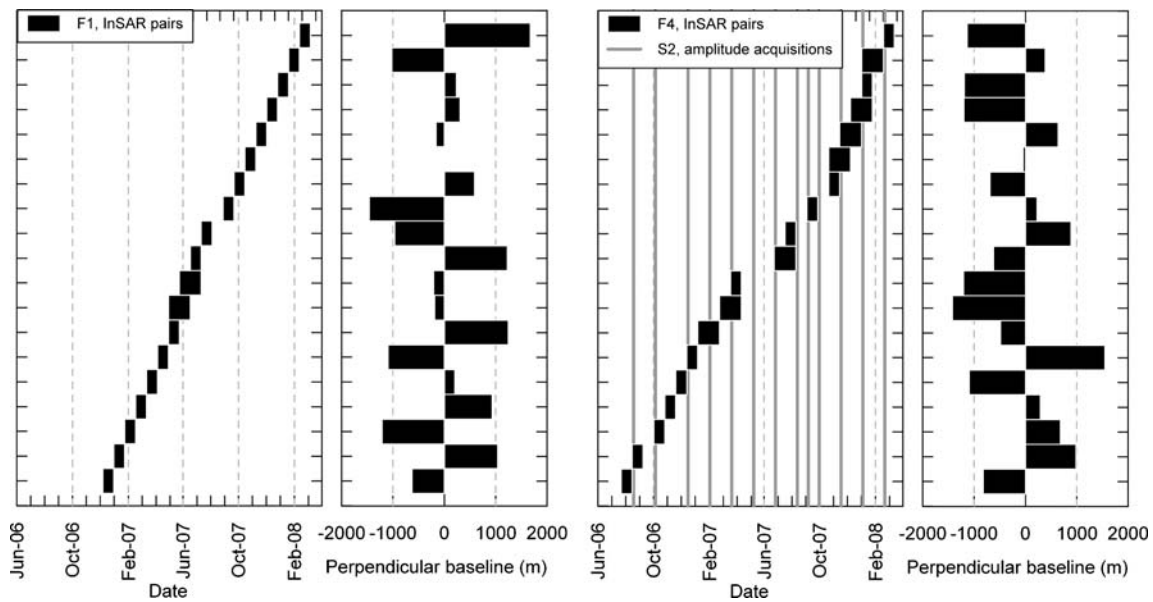 F1, InSAR pairs
F4, InSAR pairs
S2, amplitude acquisitions
Jun-06
Oct-06
Feb-07
Jun-07
Oct-07
Feb-08
Date
-2000
-1000
0
1000
2000
Perpendicular baseline (m)
Jun-06
Oct-06
Feb-07
Jun-07
Oct-07
Feb-08
Date
-2000
-1000
0
1000
2000
Perpendicular baseline (m)